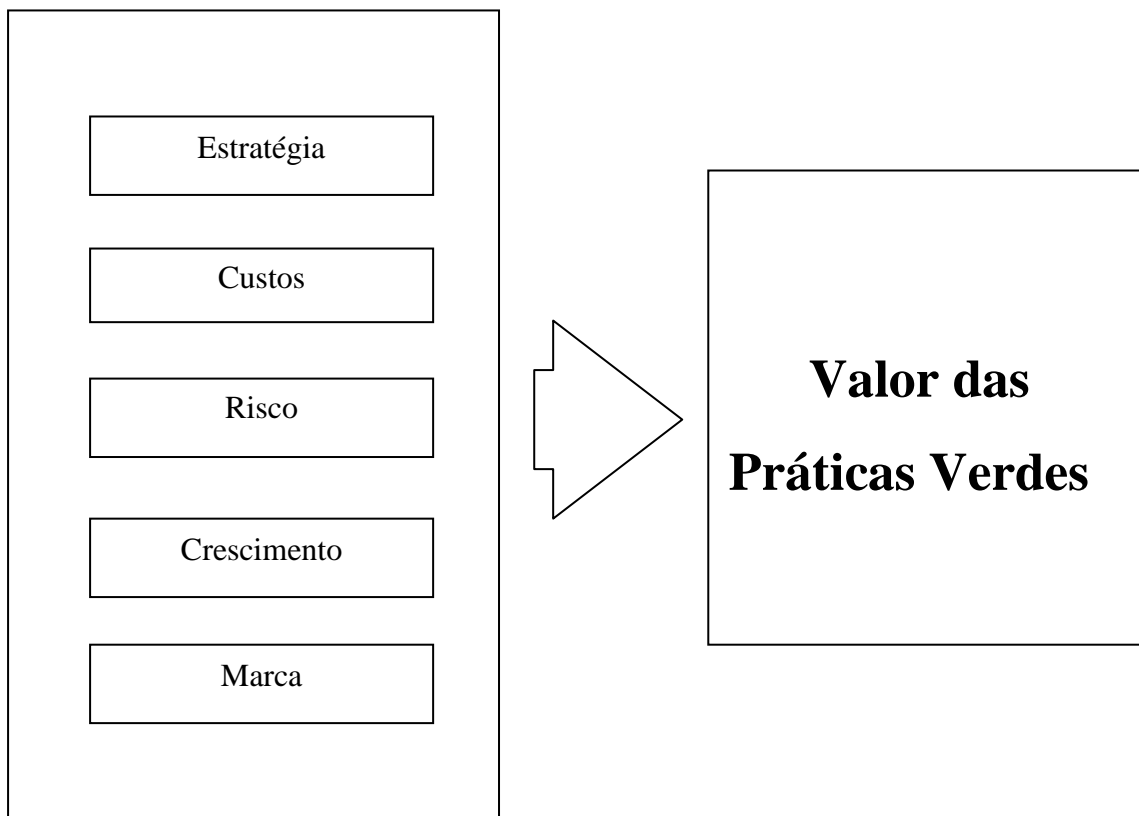 Estratégia
Custos
Risco
Crescimento
Marca
Valor das
Práticas Verdes